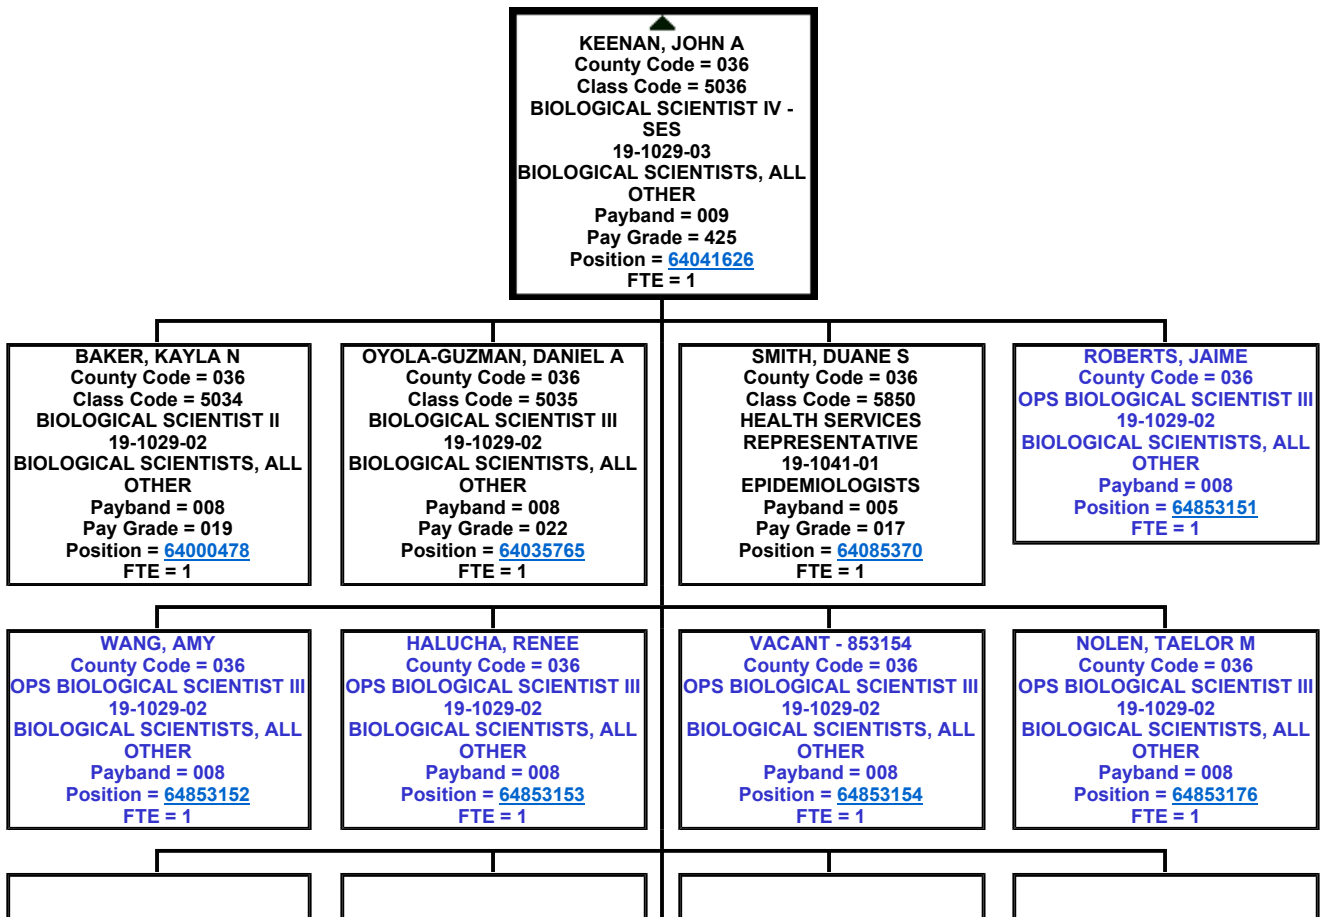 KEENAN, JOHN A
County Code = 036
Class Code = 5036
BIOLOGICAL SCIENTIST IV -
SES
19-1029-03
BIOLOGICAL SCIENTISTS, ALL
OTHER
Payband = 009
Pay Grade = 425
Position = 64041626
FTE = 1
BAKER, KAYLA N
County Code = 036
Class Code = 5034
BIOLOGICAL SCIENTIST II
19-1029-02
BIOLOGICAL SCIENTISTS, ALL
OTHER
Payband = 008
Pay Grade = 019
Position = 64000478
FTE = 1
OYOLA-GUZMAN, DANIEL A
County Code = 036
Class Code = 5035
BIOLOGICAL SCIENTIST III
19-1029-02
BIOLOGICAL SCIENTISTS, ALL
OTHER
Payband = 008
Pay Grade = 022
Position = 64035765
FTE = 1
SMITH, DUANE S
County Code = 036
Class Code = 5850
HEALTH SERVICES
REPRESENTATIVE
19-1041-01
EPIDEMIOLOGISTS
Payband = 005
Pay Grade = 017
Position = 64085370
FTE = 1
ROBERTS, JAIME
County Code = 036
OPS BIOLOGICAL SCIENTIST III
19-1029-02
BIOLOGICAL SCIENTISTS, ALL
OTHER
Payband = 008
Position = 64853151
FTE = 1
WANG, AMY
County Code = 036
OPS BIOLOGICAL SCIENTIST III
19-1029-02
BIOLOGICAL SCIENTISTS, ALL
OTHER
Payband = 008
Position = 64853152
FTE = 1
HALUCHA, RENEE
County Code = 036
OPS BIOLOGICAL SCIENTIST III
19-1029-02
BIOLOGICAL SCIENTISTS, ALL
OTHER
Payband = 008
Position = 64853153
FTE = 1
VACANT - 853154
County Code = 036
OPS BIOLOGICAL SCIENTIST III
19-1029-02
BIOLOGICAL SCIENTISTS, ALL
OTHER
Payband = 008
Position = 64853154
FTE = 1
NOLEN, TAELOR M
County Code = 036
OPS BIOLOGICAL SCIENTIST III
19-1029-02
BIOLOGICAL SCIENTISTS, ALL
OTHER
Payband = 008
Position = 64853176
FTE = 1